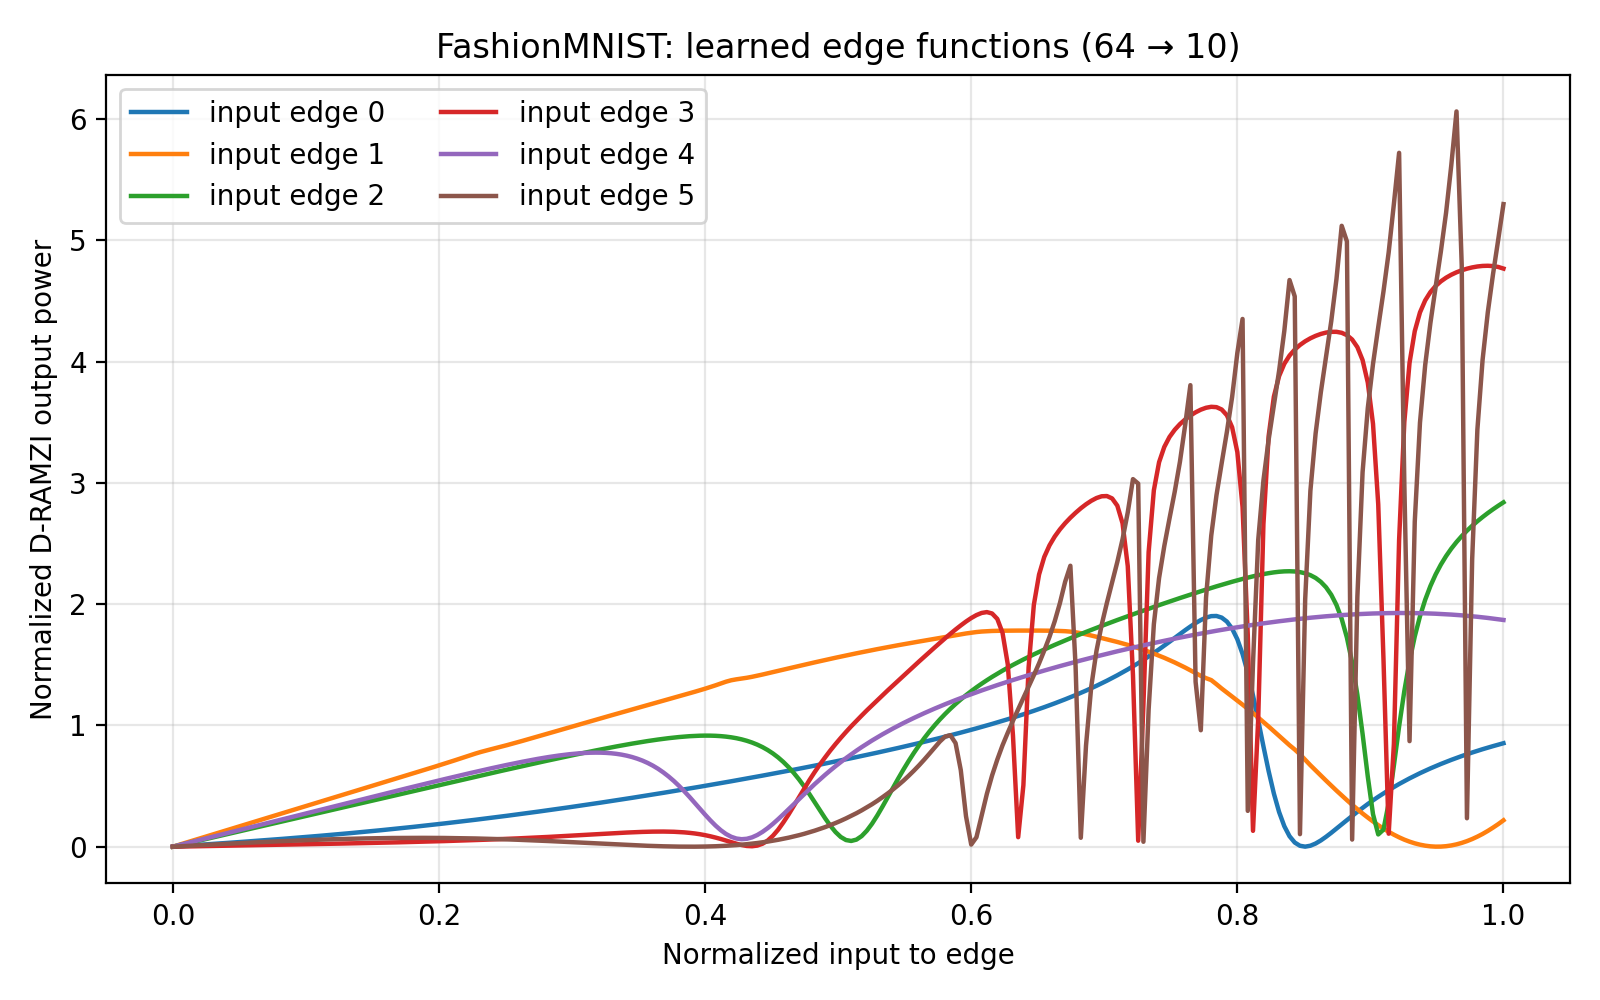 FashionMNIST: learned edge functions (64 → 10)
input edge 0
input edge 1
input edge 2
input edge 3
input edge 4
input edge 5
Normalized D-RAMZI output power
6
5
4
3
2
1
0
0.0 0.2 0.4 0.6 0.8 1.0
Normalized input to edge